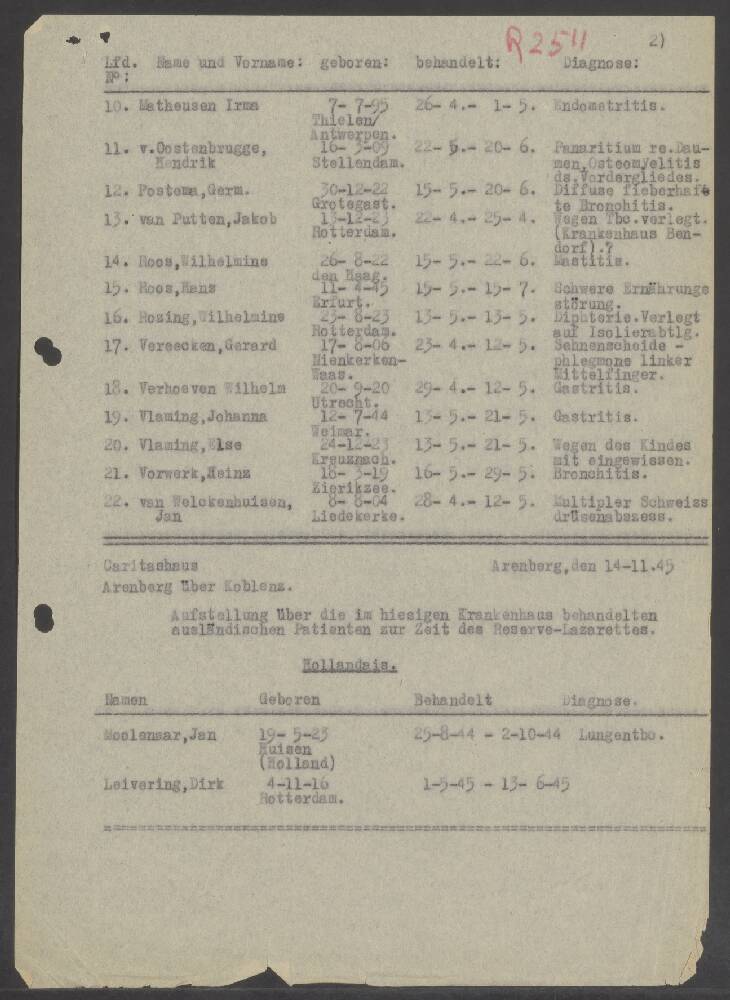 R 2511
2)
Lfd. Name und Vorname: geboren: behandelt: Diagnose:
No:
10. Matheusen Irma 7- 7-95 26- 4.- 1- 5. Endometritis.
Thielen/
Antwerpen.
11. v.Oostenbrugge, 16- 3-09 22- 5.- 20- 6. Panaritium re.Dau-
Hendrik Stellendam. men,Osteomyelitis
ds.Vordergliedes.
12. Postema,Germ. 30-12-22 15- 5.- 20- 6. Diffuse fieberhaf
Grotegast. te Bronchitis.
13. van Putten,Jakob 13-12-23 22- 4.- 25- 4. Wegen Tbc.verlegt.
Rotterdam. (Krankenhaus Ben-
dorf).?
14. Roos,Wilhelmine 26- 8-22 15- 5.- 22- 6. Mastitis.
den Haag.
15. Roos,Hans 11- 4-45 15- 5.- 15- 7. Schwere Ernährungs
Erfurt. störung.
16. Rozing,Wilhelmine 23- 8-23 13- 5.- 13- 5. Diphterie.Verlegt
Rotterdam. auf Isolierabtlg.
17. Vereecken,Gerard 17- 8-06 23- 4.- 12- 5. Sehnenscheide -
Nienkerken- phlegmone linker
Waas. Mittelfinger.
18. Verhoeven Wilhelm 20- 9-20 29- 4.- 12- 5. Gastritis.
Utrecht.
19. Vlaming,Johanna 12- 7-44 13- 5.- 21- 5. Gastritis.
Weimar.
20. Vlaming,Else 24-12-23 13- 5.- 21- 5. Wegen des Kindes
Kreuznach. mit eingewissen.
21. Vorwerk,Heinz 18- 3-19 16- 5.- 29- 5. Bronchitis.
Zierikzee.
22. van Welckenhuisen, 8- 8-04 28- 4.- 12- 5. Multipler Schweiss
Jan Liedekerke. drüsenabszess.
Caritashaus Arenberg,den 14-11.45
Arenberg über Koblenz.
Aufstellung über die im hiesigen Krankenhaus behandelten
ausländischen Patienten zur Zeit des Reserve-Lazarettes.
Hollandais.
Namen Geboren Behandelt Diagnose.
Moolenaar,Jan 19- 5-23 25-8-44 - 2-10-44 Lungentbc.
Huizen
(Holland)
Leivering,Dirk 4-11-16 1-5-45 - 13- 6-45
Rotterdam.